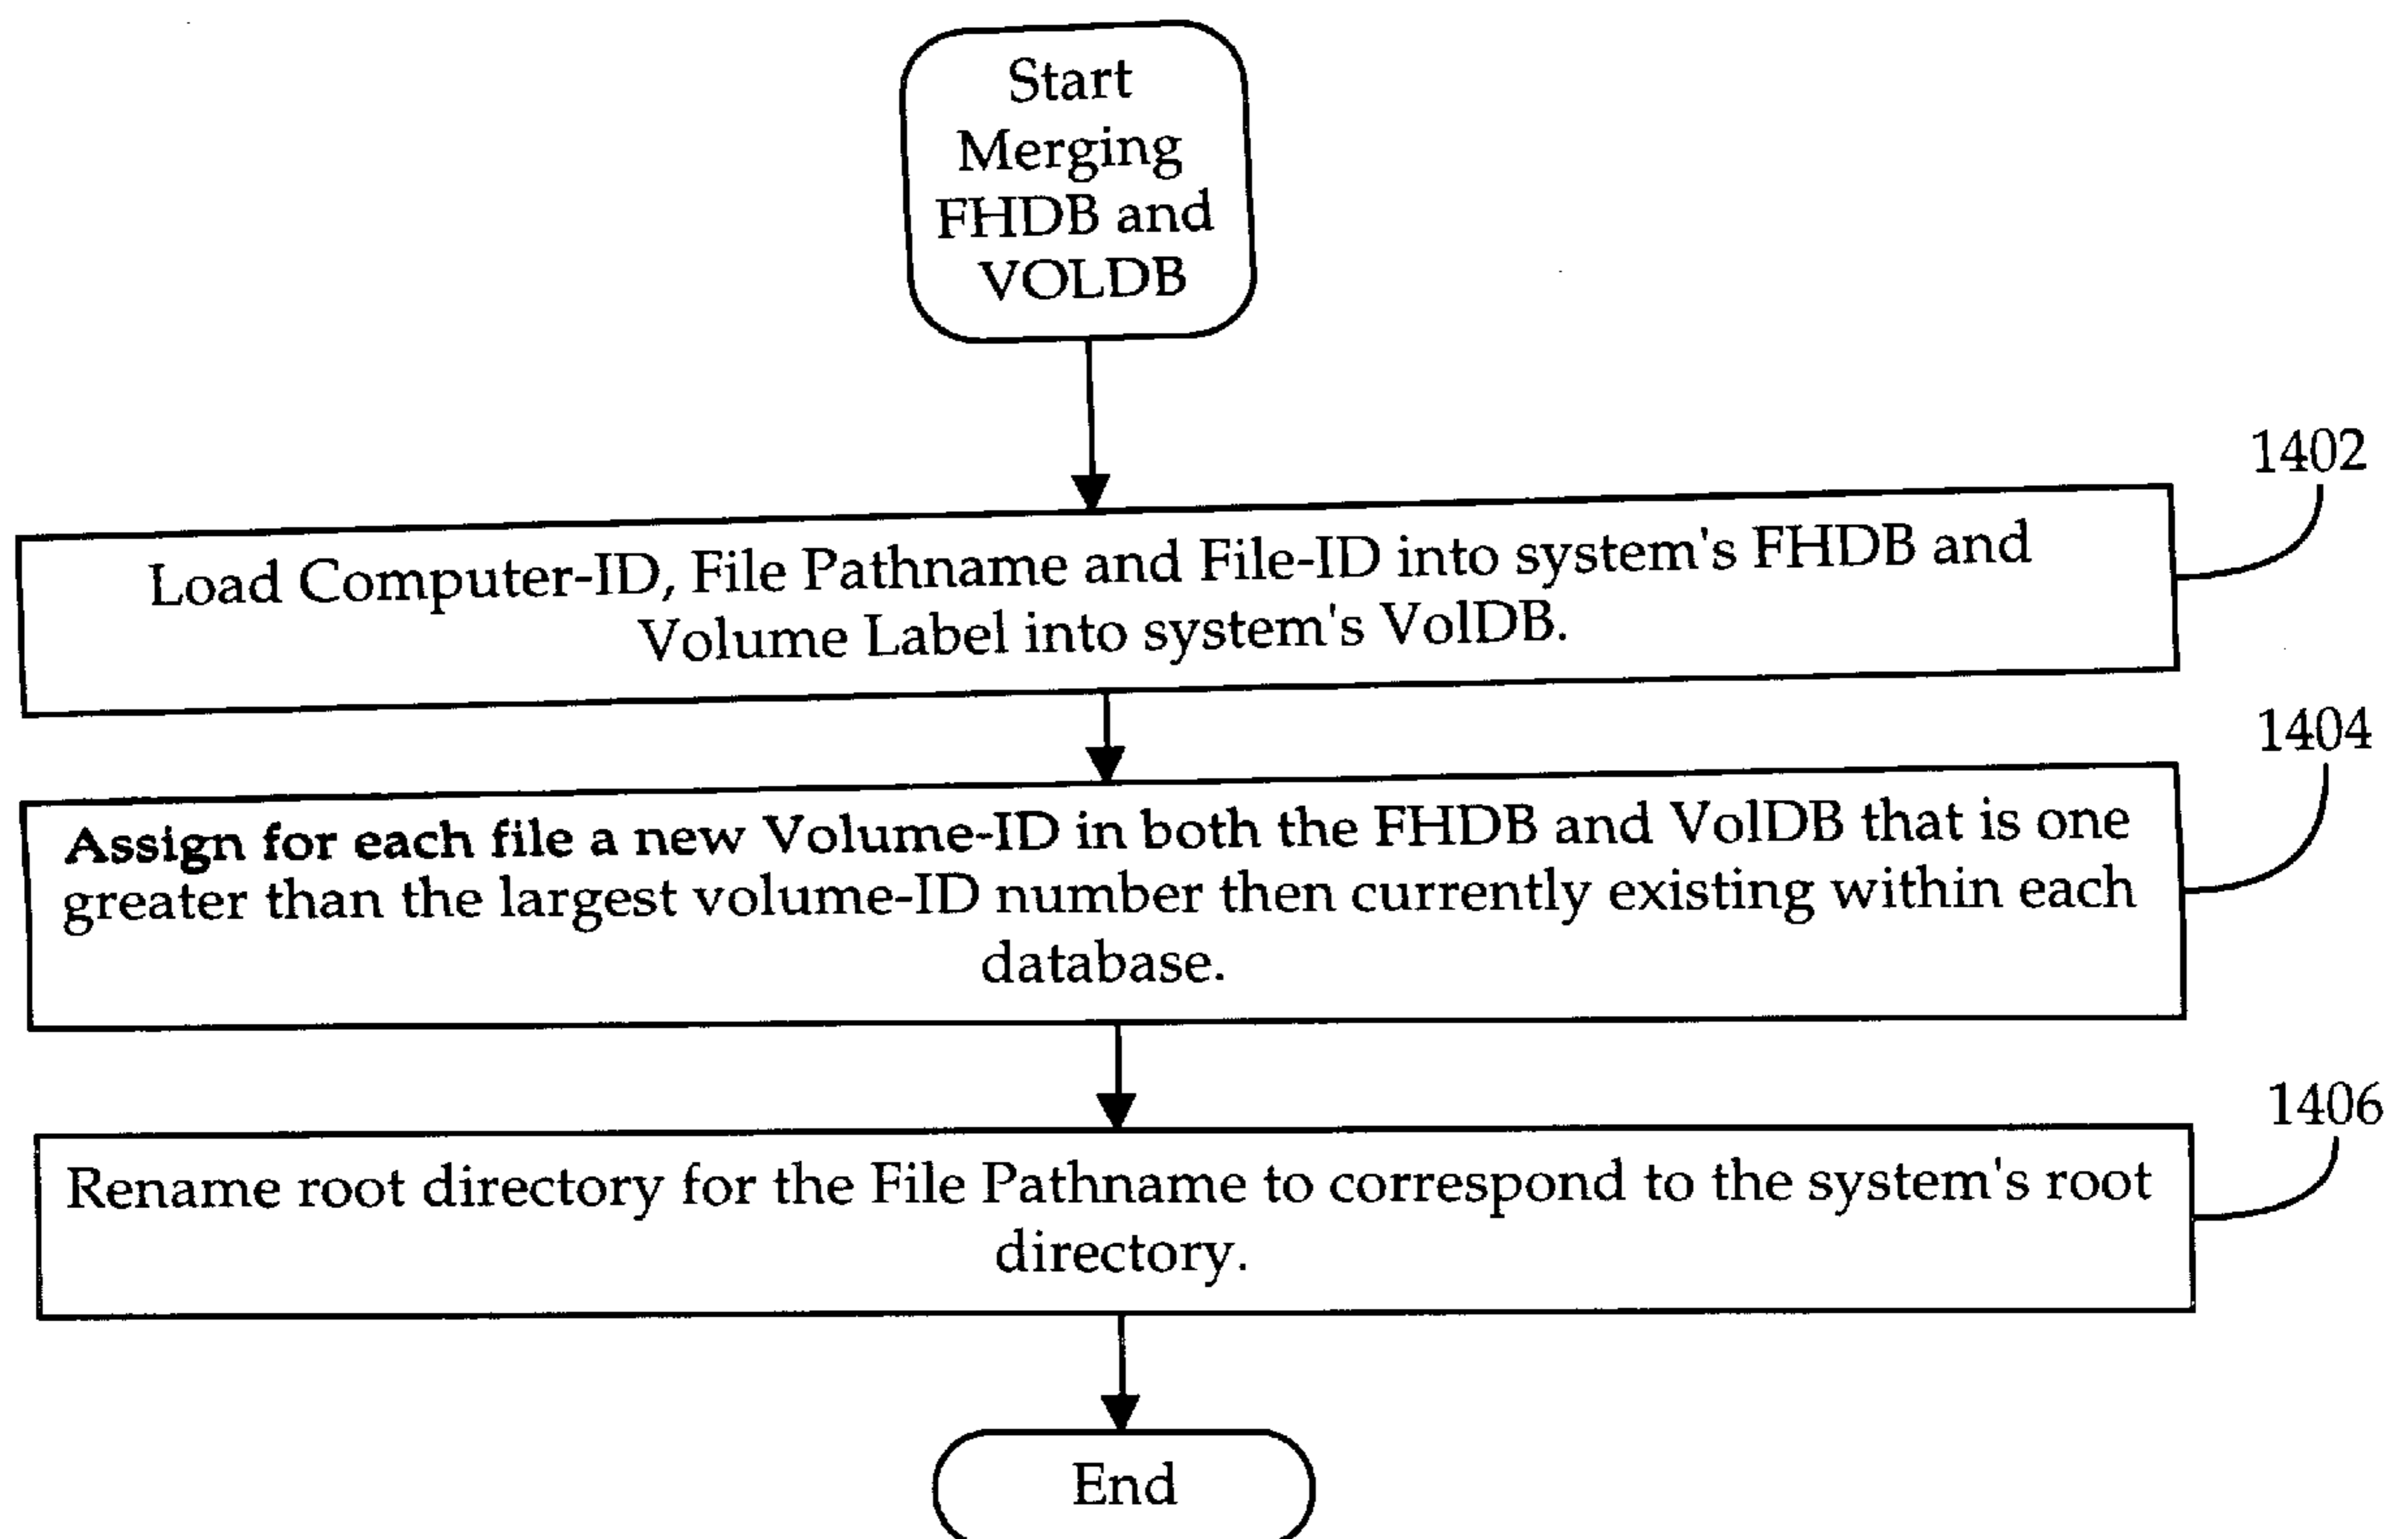 Start
Merging
FHDB and
VOLDB
1402
Load Computer-ID, File Pathname and File-ID into system's FHDB and
Volume Label into system's VolDB.
1404
Assign for each file a new Volume-ID in both the FHDB and VolDB that is one
greater than the largest volume-ID number then currently existing within each
database.
1406
Rename root directory for the File Pathname to correspond to the system's root
directory.
End